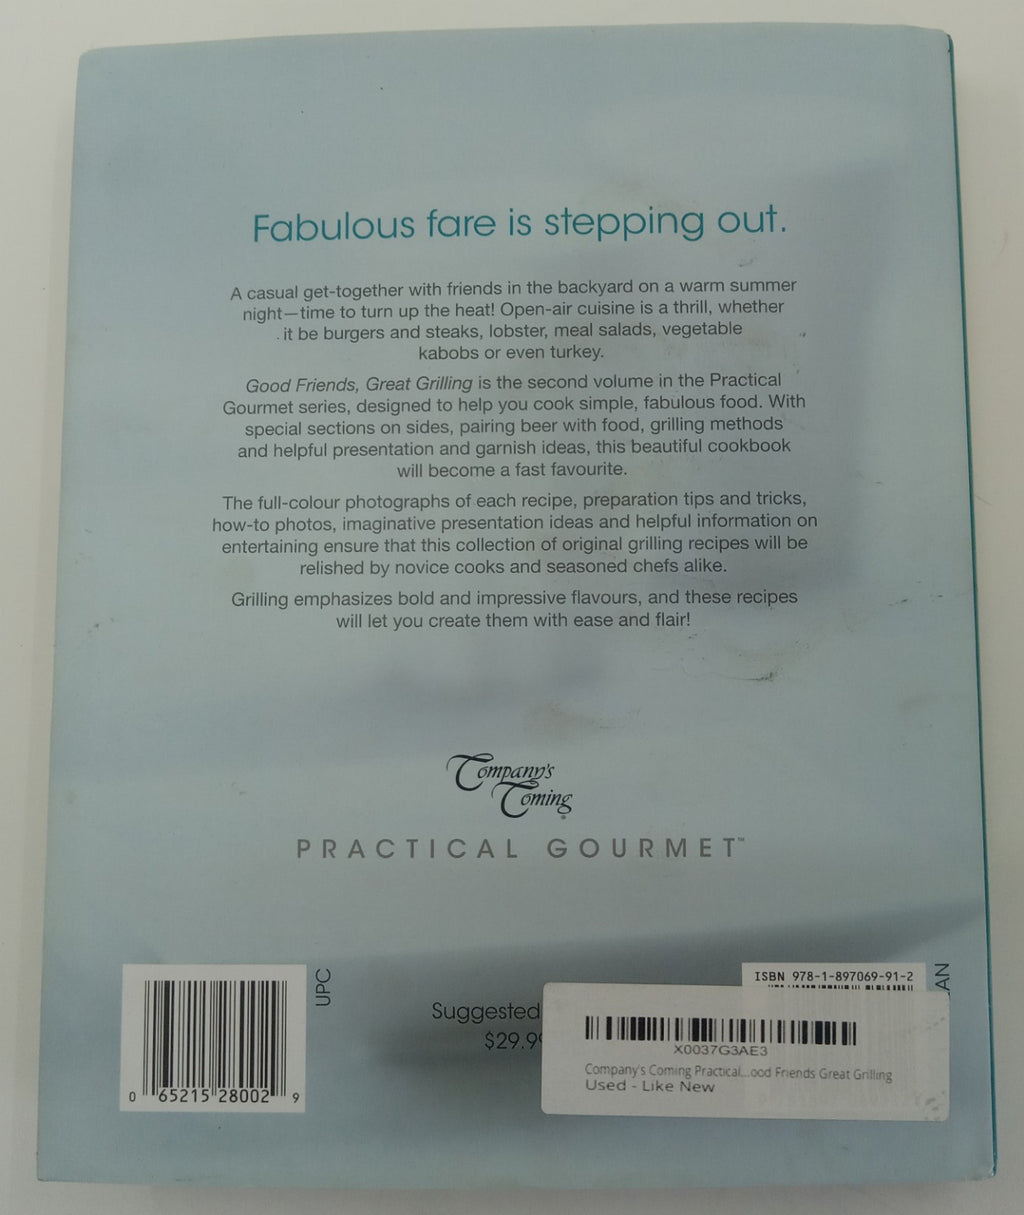 Fabulous fare is stepping out.
A casual get-together with friends in the backyard on a warm summer
night—time to turn up the heat! Open-air cuisine is a thrill, whether
it be burgers and steaks, lobster, meal salads, vegetable
kabobs or even turkey.
Good Friends, Great Grilling is the second volume in the Practical
Gourmet series, designed to help you cook simple, fabulous food. With
special sections on sides, pairing beer with food, grilling methods
and helpful presentation and garnish ideas, this beautiful cookbook
will become a fast favourite.
The full-colour photographs of each recipe, preparation tips and tricks,
how-to photos, imaginative presentation ideas and helpful information on
entertaining ensure that this collection of original grilling recipes will be
relished by novice cooks and seasoned chefs alike.
Grilling emphasizes bold and impressive flavours, and these recipes
will let you create them with ease and flair!
Company's
Coming®
PRACTICAL GOURMET™
UPC
0 65215 28002 9
Suggested
$29.9
ISBN 978-1-897069-91-2
AN
X0037G3AE3
Company's Coming Practical...ood Friends Great Grilling
Used - Like New